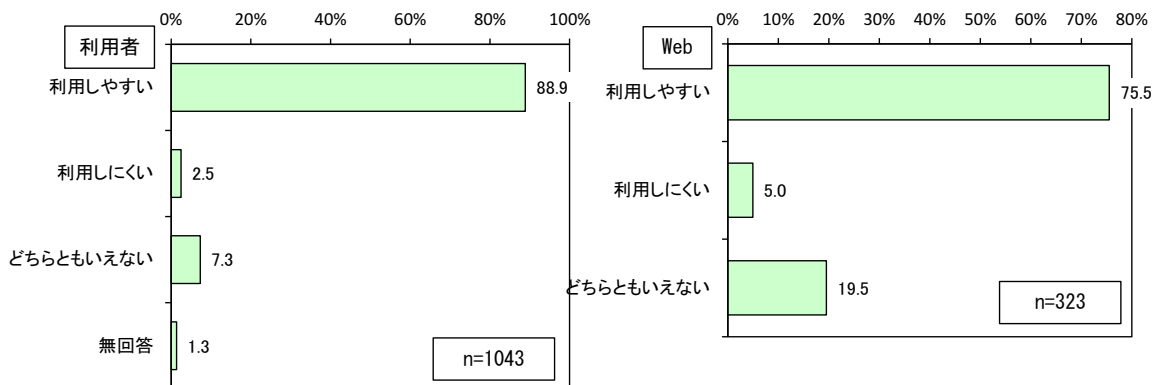 0% 20% 40% 60% 80% 100%
利用者
利用しやすい 88.9
利用しにくい 2.5
どちらともいえない 7.3
無回答 1.3
n=1043
0% 10% 20% 30% 40% 50% 60% 70% 80%
Web
利用しやすい 75.5
利用しにくい 5.0
どちらともいえない 19.5
n=323